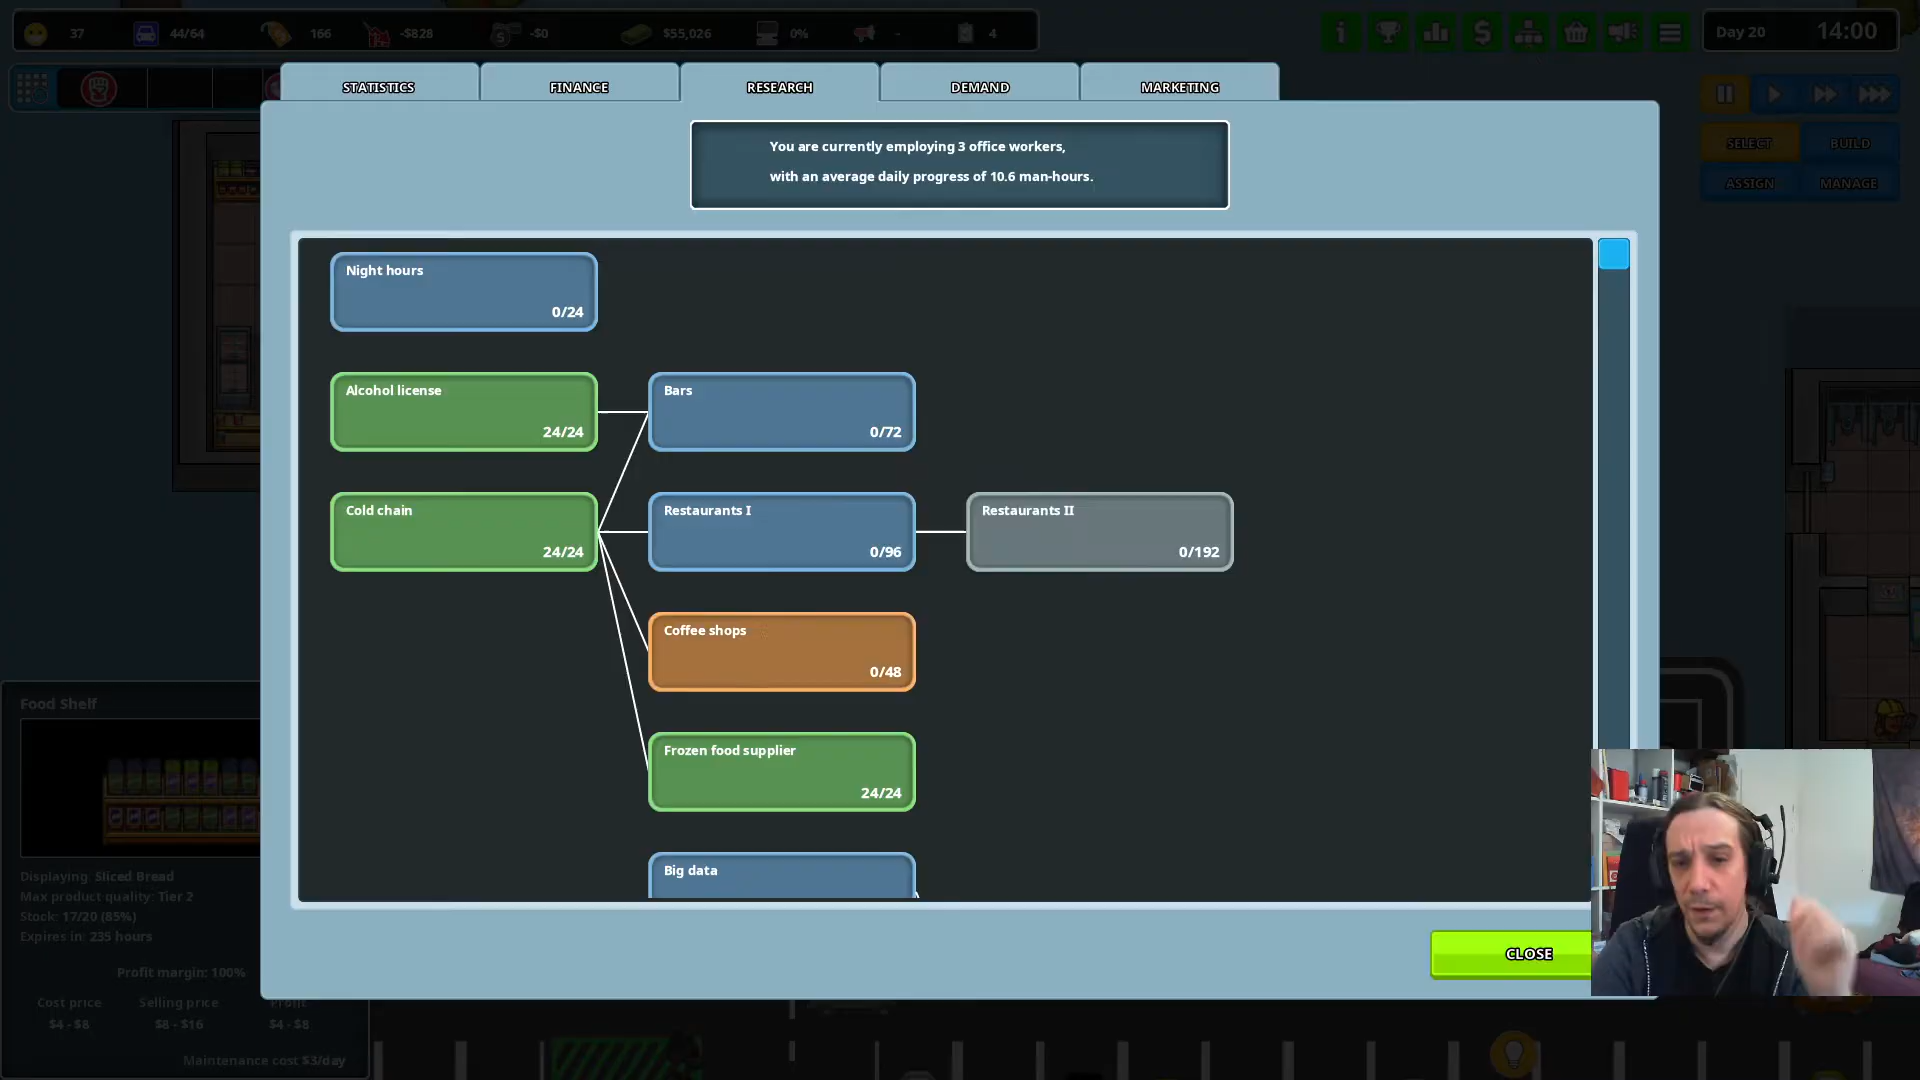 37
44/64
166
-$828
-$0
$55,026
0%
-
4
Day 20
14:00
STATISTICS
FINANCE
RESEARCH
DEMAND
MARKETING
You are currently employing 3 office workers,
with an average daily progress of 10.6 man-hours.
SELECT
BUILD
ASSIGN
MANAGE
Night hours
0/24
Alcohol license
24/24
Bars
0/72
Cold chain
24/24
Restaurants I
0/96
Restaurants II
0/192
Coffee shops
0/48
Frozen food supplier
24/24
Big data
Food Shelf
Displaying: Sliced Bread
Max product quality: Tier 2
Stock: 17/20 (85%)
Expires in: 235 hours
Profit margin: 100%
Cost price
Selling price
Profit
$4 - $8
$8 - $16
$4 - $8
Maintenance cost $3/day
CLOSE